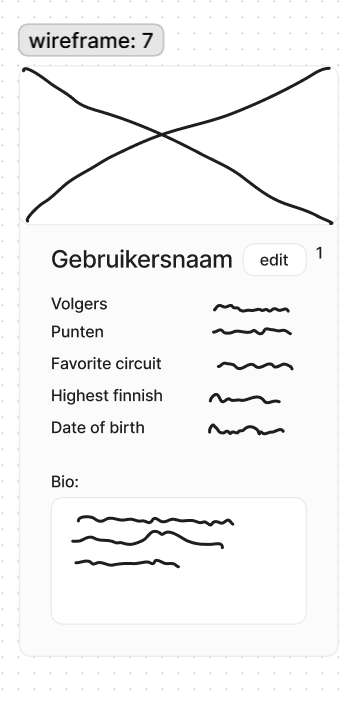 wireframe: 7
Gebruikersnaam edit 1
Volgers
Punten
Favorite circuit
Highest finnish
Date of birth
Bio: